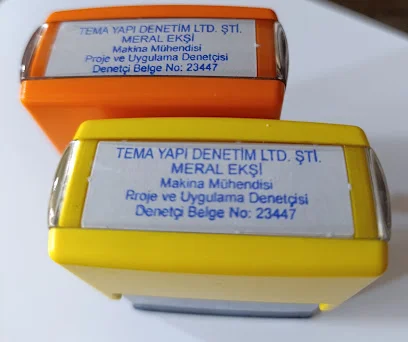 TEMA YAPI DENETİM LTD. ŞTİ.
MERAL EKŞİ
Makina Mühendisi
Proje ve Uygulama Denetçisi
Denetçi Belge No: 23447
TEMA YAPI DENETİM LTD. ŞTİ.
MERAL EKŞİ
Makina Mühendisi
Rroje ve Uygulama Denetçisi
Denetçi Belge No: 23447